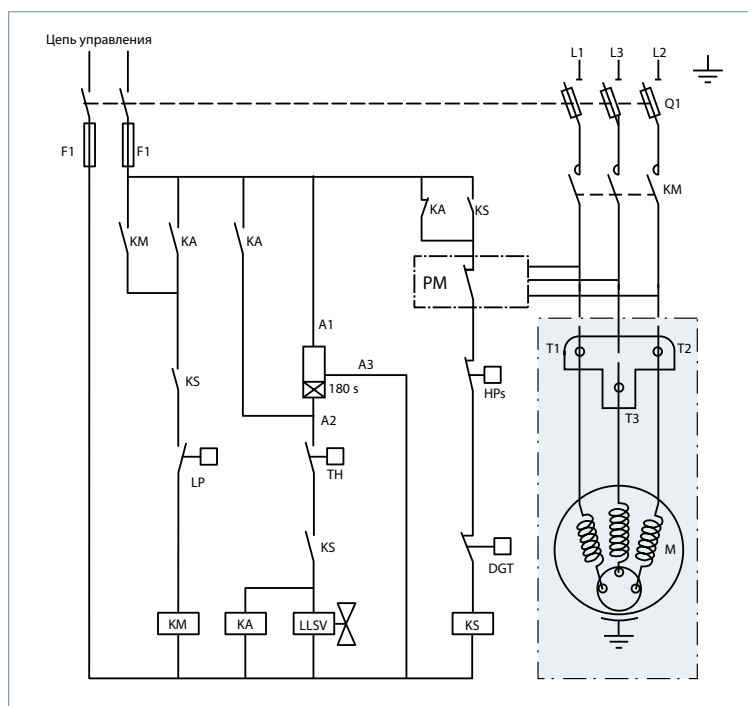 Цепь управления
L1 L3 L2
Q1
F1 F1
KM
KA KS
KM KA KA
PM
A1
T1 T2
A3
180 s
KS
HPs
A2
T3
LP TH
KS
M
DGT
KM KA LLSV KS